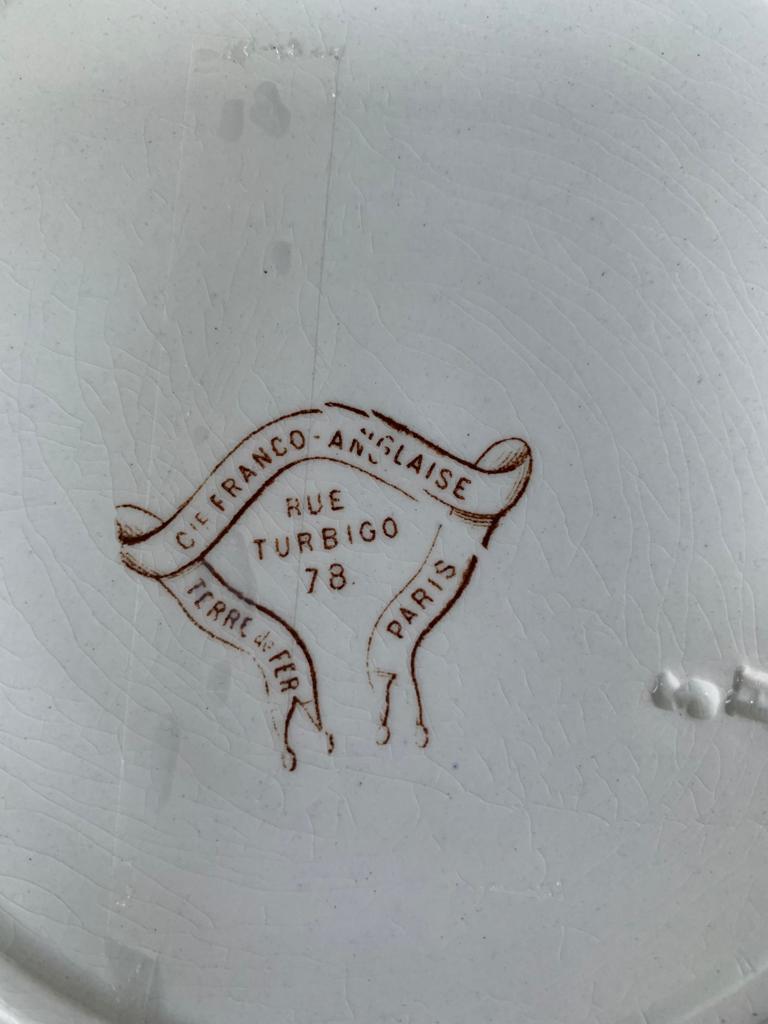 CIE FRANCO-ANGLAISE
RUE
TURBIGO
78.
TERRE de FER
PARIS